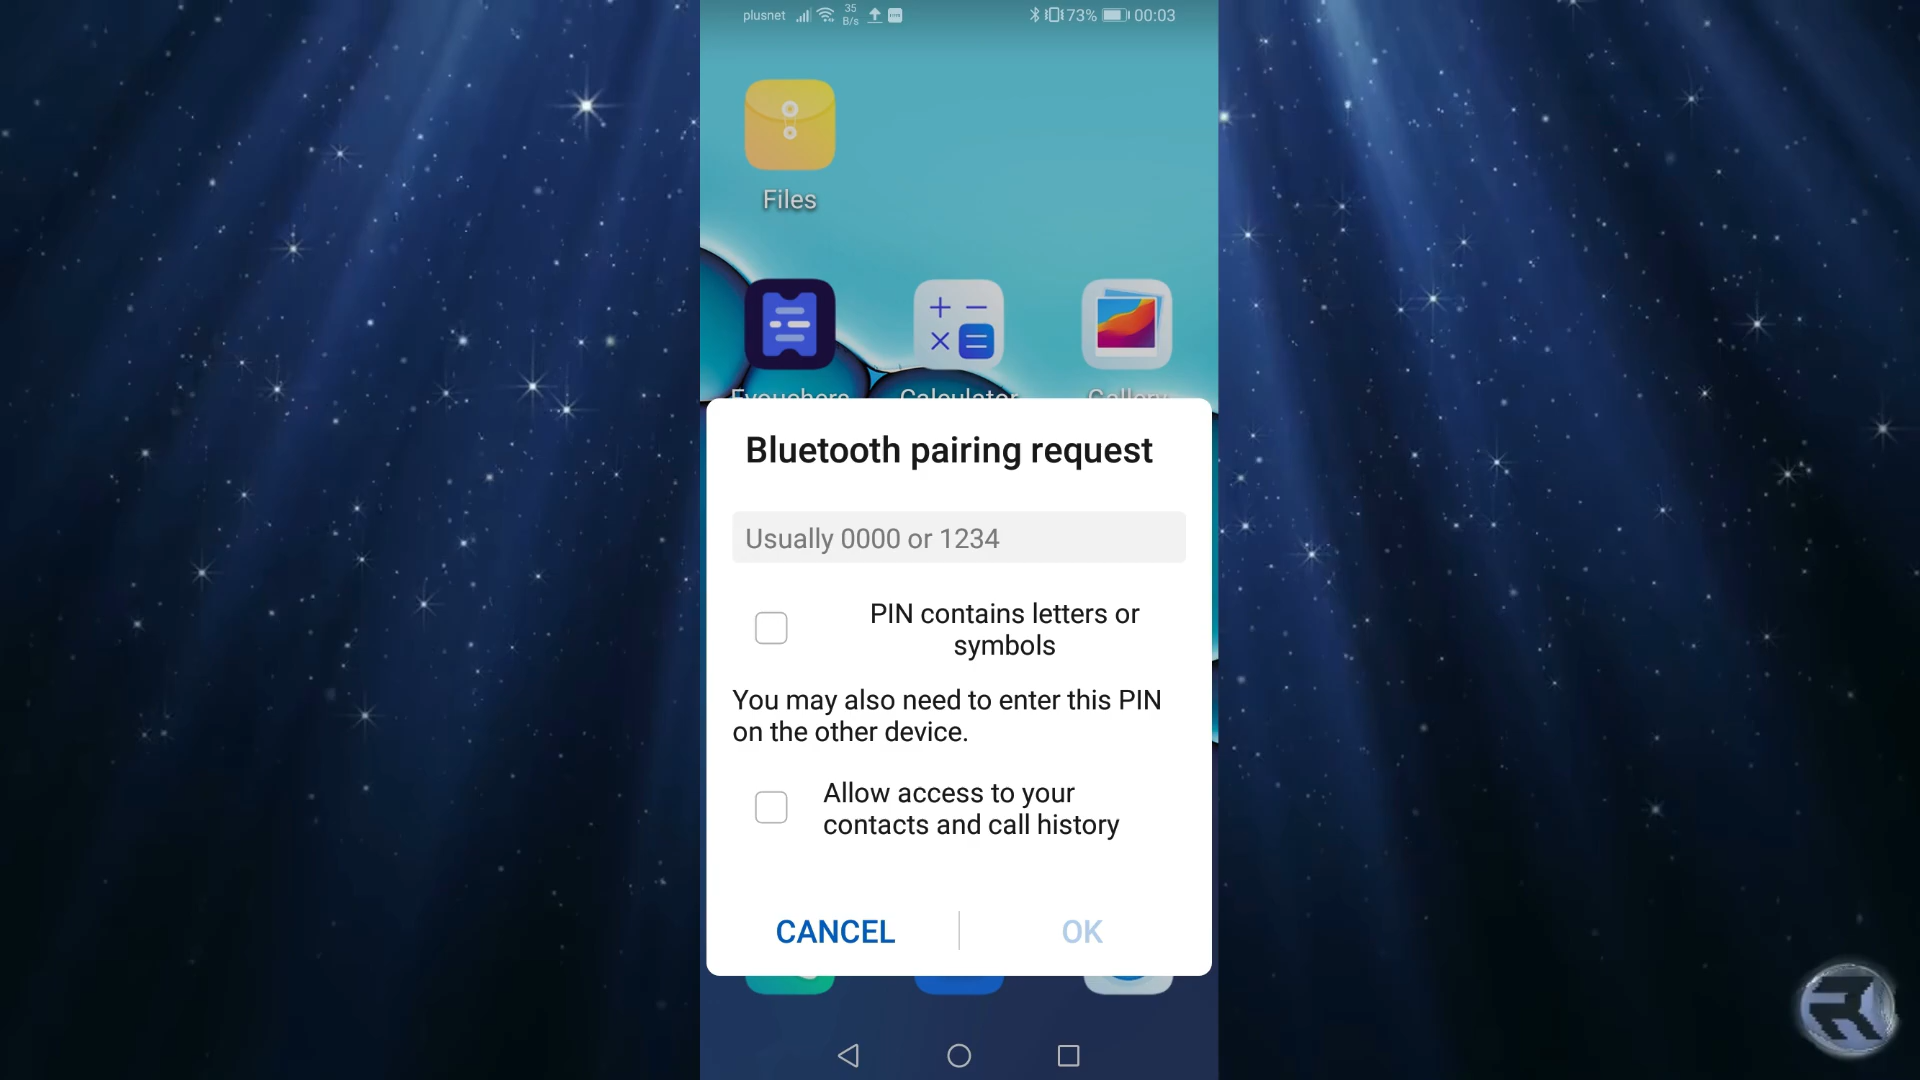 plusnet 35 B/s 73% 00:03
Files
Evouchers Calculator Gallery
Bluetooth pairing request
Usually 0000 or 1234
PIN contains letters or
symbols
You may also need to enter this PIN
on the other device.
Allow access to your
contacts and call history
CANCEL OK